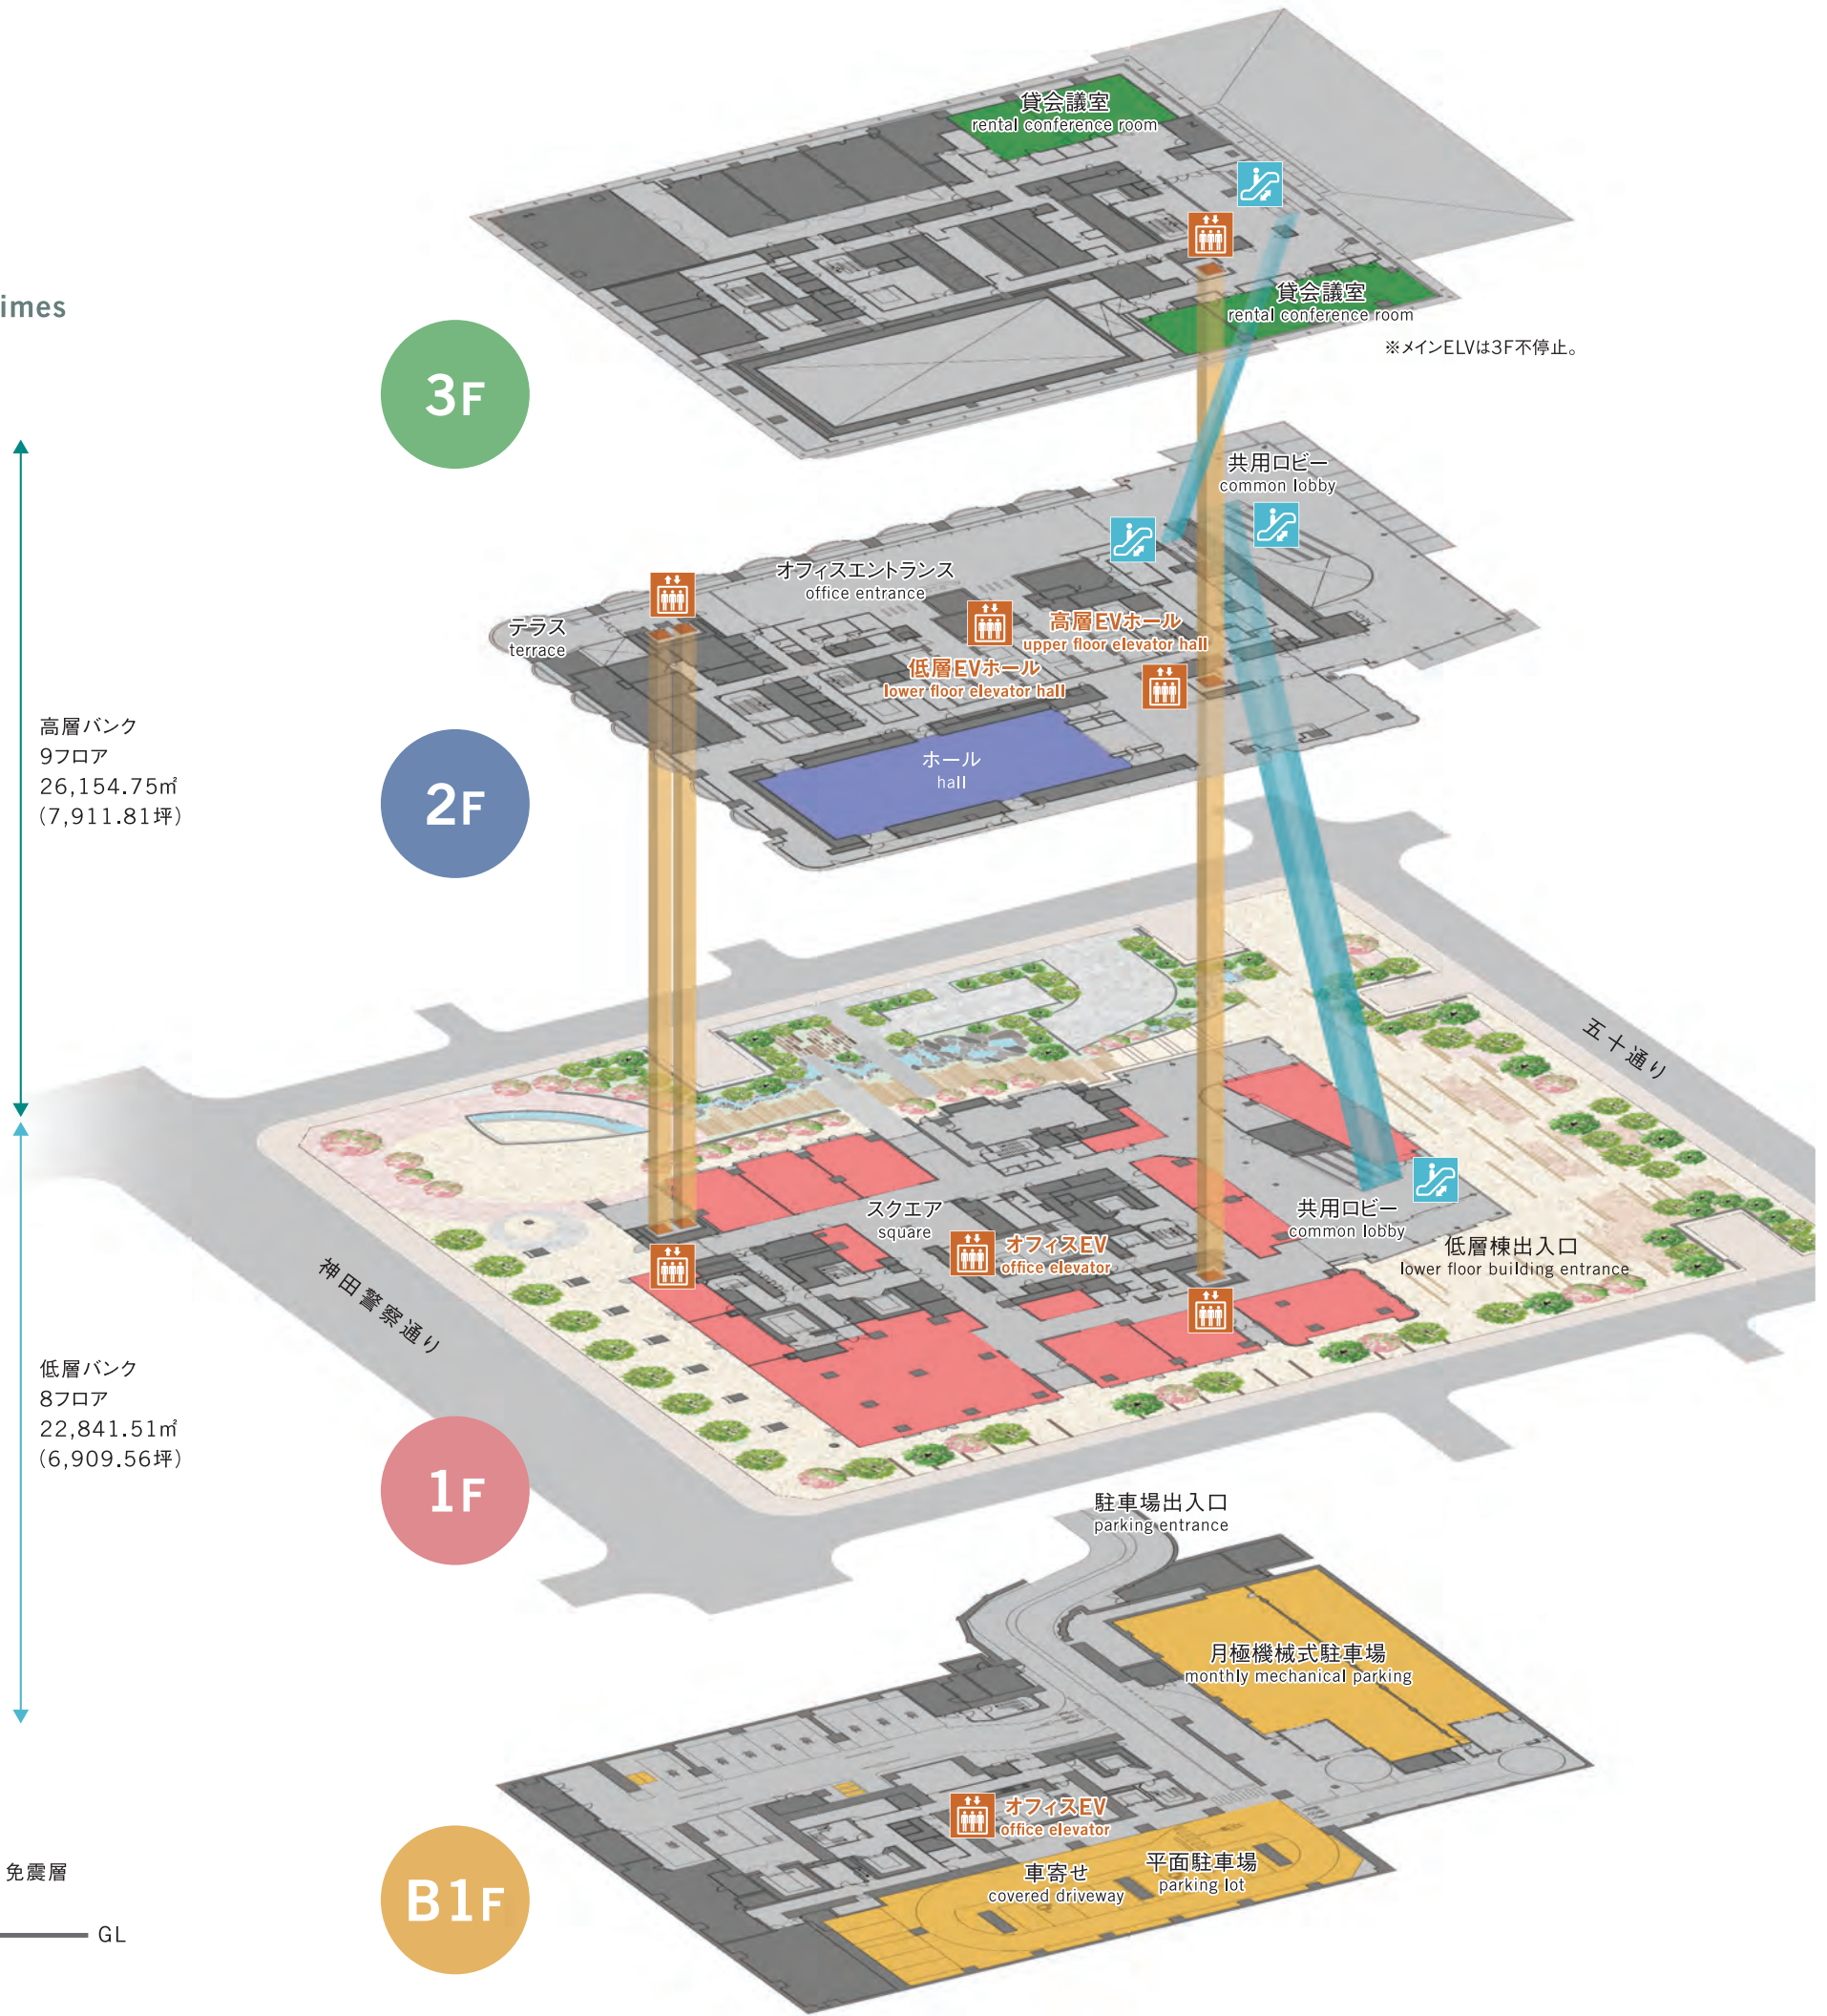 imes
高層バンク
9フロア
26,154.75㎡
(7,911.81坪)
低層バンク
8フロア
22,841.51㎡
(6,909.56坪)
免震層
GL
3F
貸会議室
rental conference room
貸会議室
rental conference room
※メインELVは3F不停止。
2F
共用ロビー
common lobby
オフィスエントランス
office entrance
テラス
terrace
高層EVホール
upper floor elevator hall
低層EVホール
lower floor elevator hall
ホール
hall
1F
五十通り
スクエア
square
オフィスEV
office elevator
共用ロビー
common lobby
低層棟出入口
lower floor building entrance
神田警察通り
駐車場出入口
parking entrance
B1F
月極機械式駐車場
monthly mechanical parking
オフィスEV
office elevator
車寄せ
covered driveway
平面駐車場
parking lot